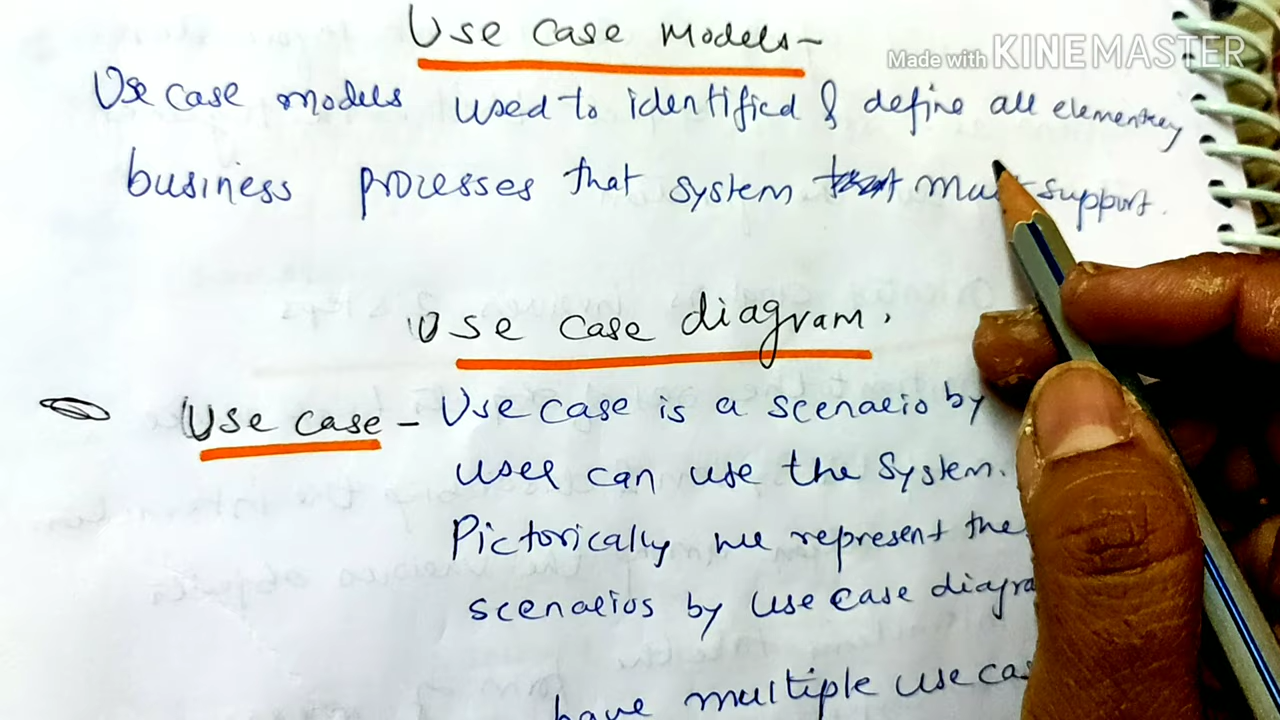 Use case Models-
Made with KINEMASTER
Use case models used to identified & define all elementry
business processes that system must support.
Use case diagram.
Use case - Use case is a scenario by
user can use the system.
Pictorically we represent the
scenarios by use case diagra
have multiple use cas